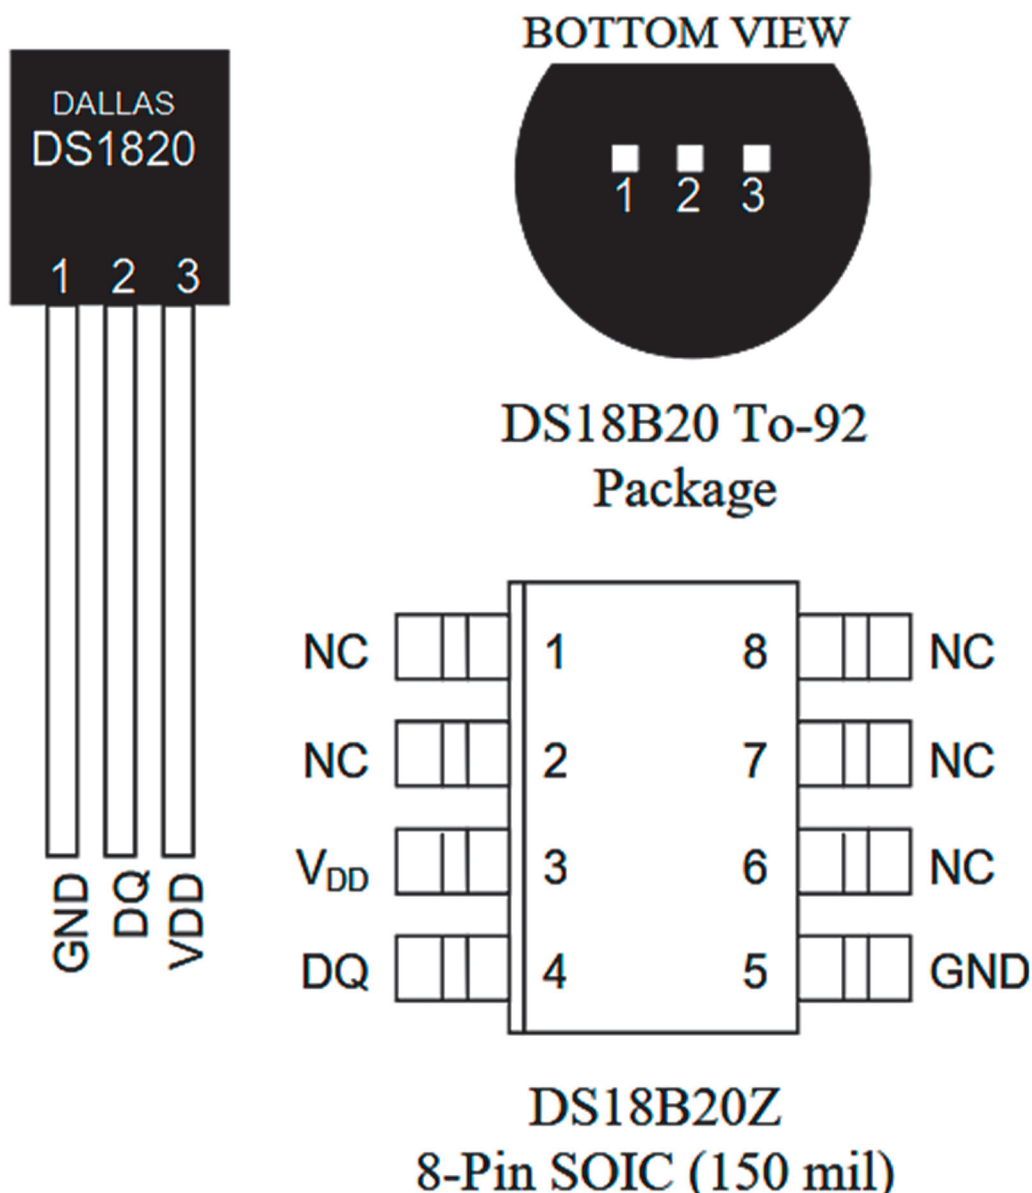 BOTTOM VIEW
DALLAS
DS1820
1 2 3
1 2 3
GND DQ VDD
DS18B20 To-92
Package
NC 1 8 NC
NC 2 7 NC
VDD 3 6 NC
DQ 4 5 GND
DS18B20Z
8-Pin SOIC (150 mil)